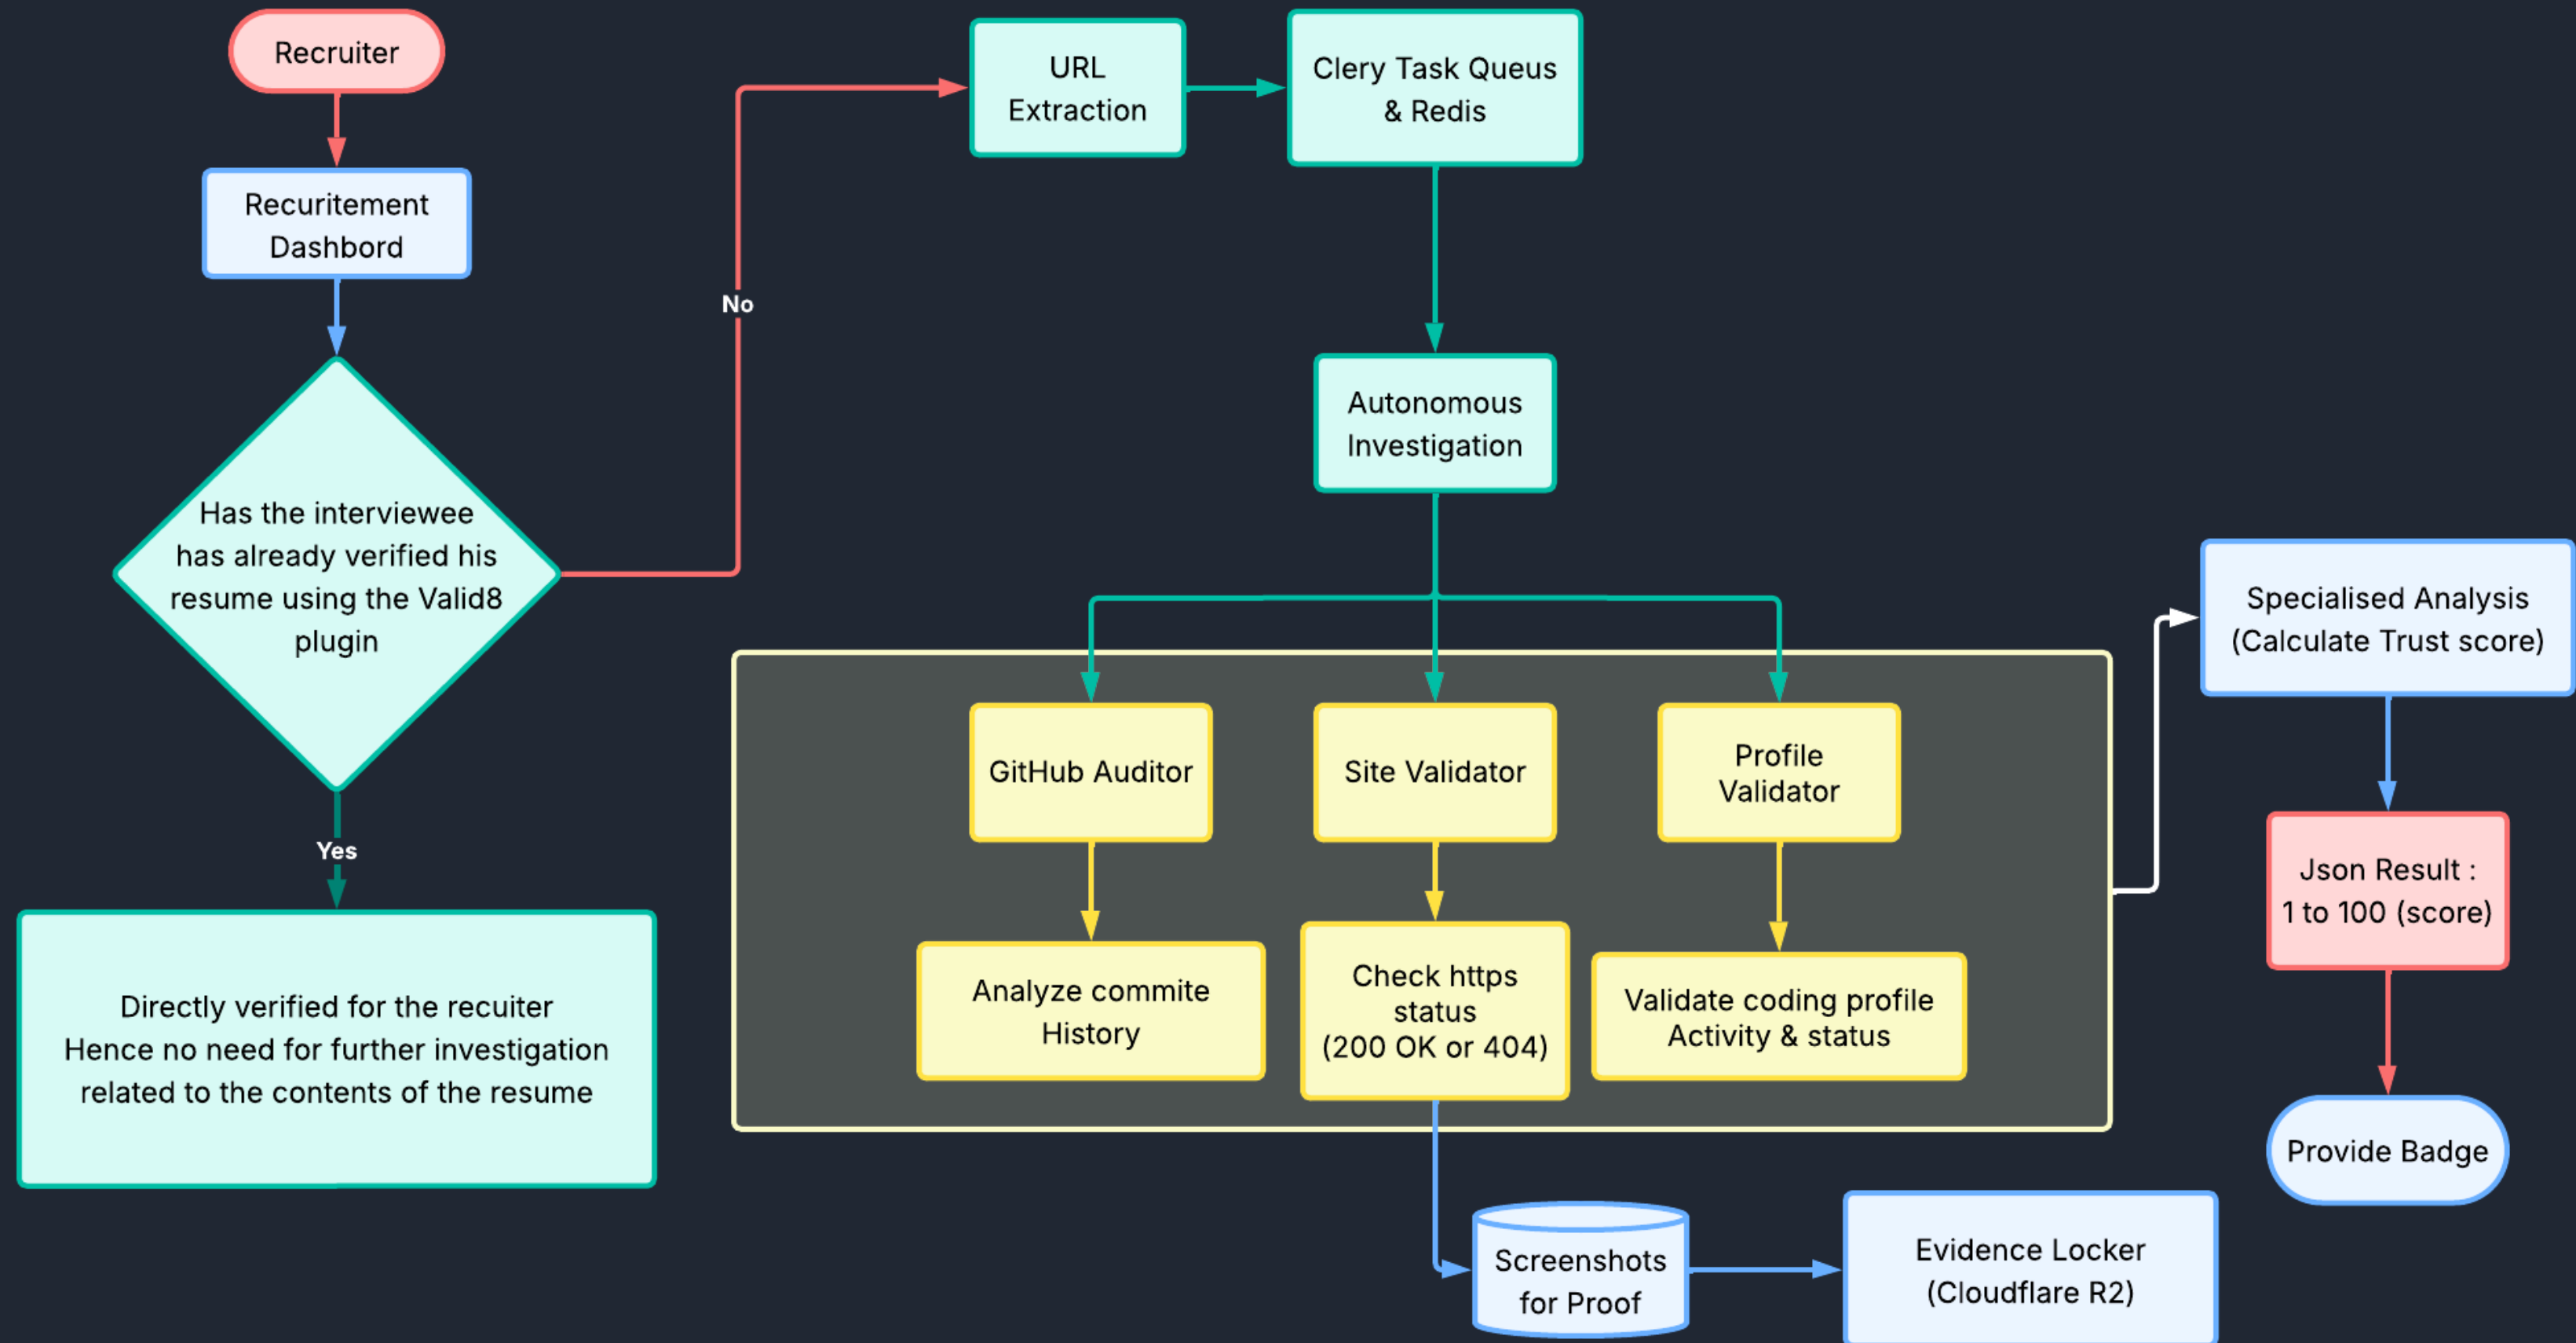 Recruiter
Recuritement
Dashbord
Has the interviewee
has already verified his
resume using the Valid8
plugin
Yes
Directly verified for the recuiter
Hence no need for further investigation
related to the contents of the resume
No
URL
Extraction
Clery Task Queus
& Redis
Autonomous
Investigation
GitHub Auditor
Site Validator
Profile
Validator
Analyze commite
History
Check https
status
(200 OK or 404)
Validate coding profile
Activity & status
Screenshots
for Proof
Evidence Locker
(Cloudflare R2)
Specialised Analysis
(Calculate Trust score)
Json Result :
1 to 100 (score)
Provide Badge